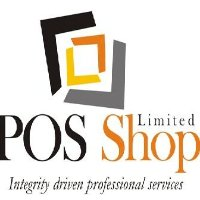 Limited
POS Shop
Integrity driven professional services